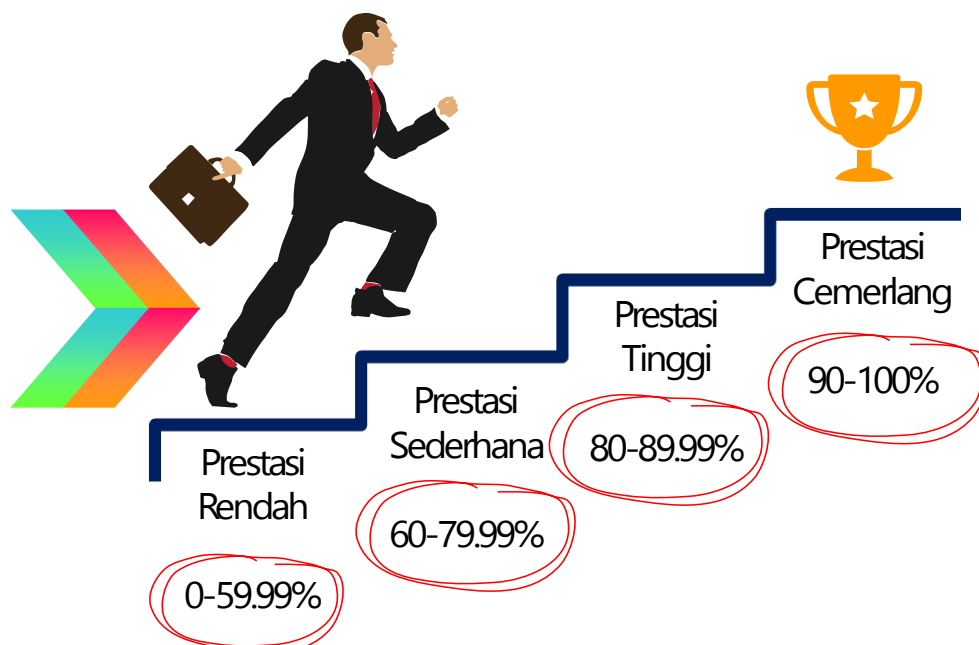 Prestasi
Rendah
0-59.99%
Prestasi
Sederhana
60-79.99%
Prestasi
Tinggi
80-89.99%
Prestasi
Cemerlang
90-100%